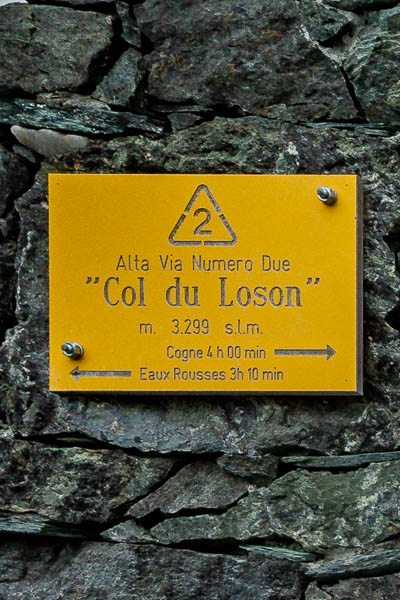 2
Alta Via Numero Due
"Col du Loson"
m. 3.299 s.l.m.
Cogne 4 h 00 min
Eaux Rousses 3h 10 min